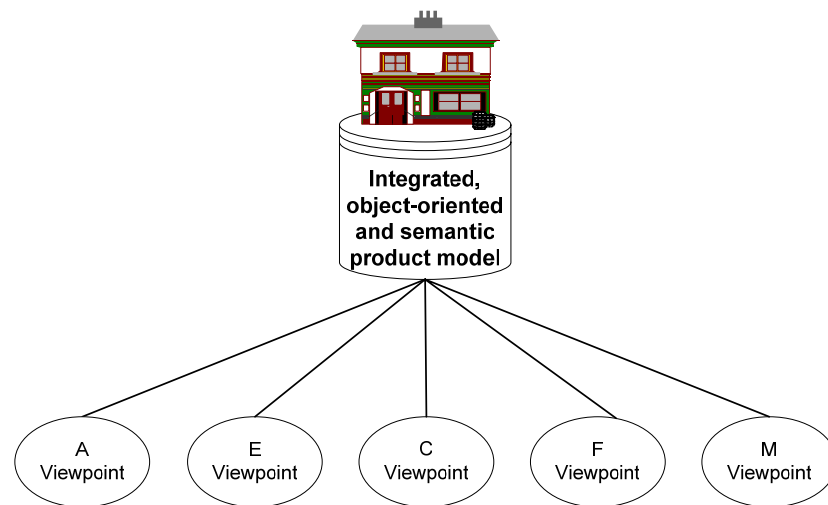 Integrated,
object-oriented
and semantic
product model
A
Viewpoint
E
Viewpoint
C
Viewpoint
F
Viewpoint
M
Viewpoint